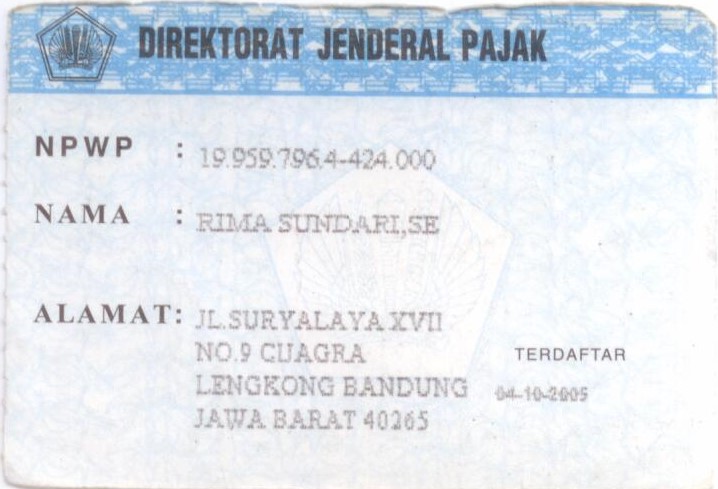 DIREKTORAT JENDERAL PAJAK
NPWP : 19.959.796.4-424.000
NAMA : RIMA SUNDARI,SE
ALAMAT: JL.SURYALAYA XVII
NO.9 CIJAGRA
LENGKONG BANDUNG
JAWA BARAT 40265
TERDAFTAR
04-10-2005